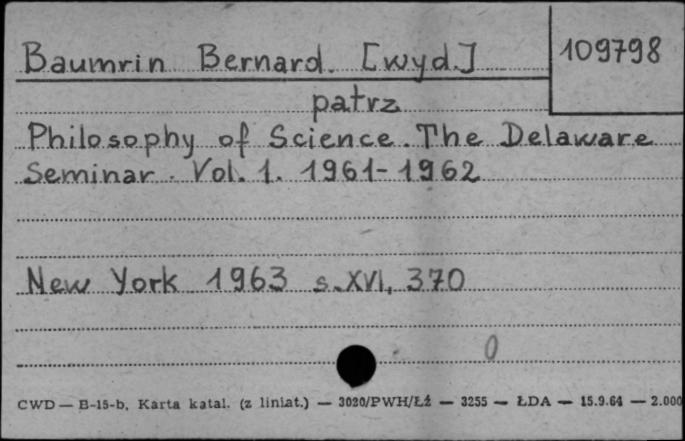 Baumrin Bernard. [wyd.]
109798
patrz
Philosophy of Science. The Delaware
Seminar. Vol. 1. 1961-1962
New York 1963 s. XVI, 370
0
CWD — B-15-b, Karta katal. (z liniat.) — 3020/PWH/Łż — 3255 — ŁDA — 15.9.64 — 2.000